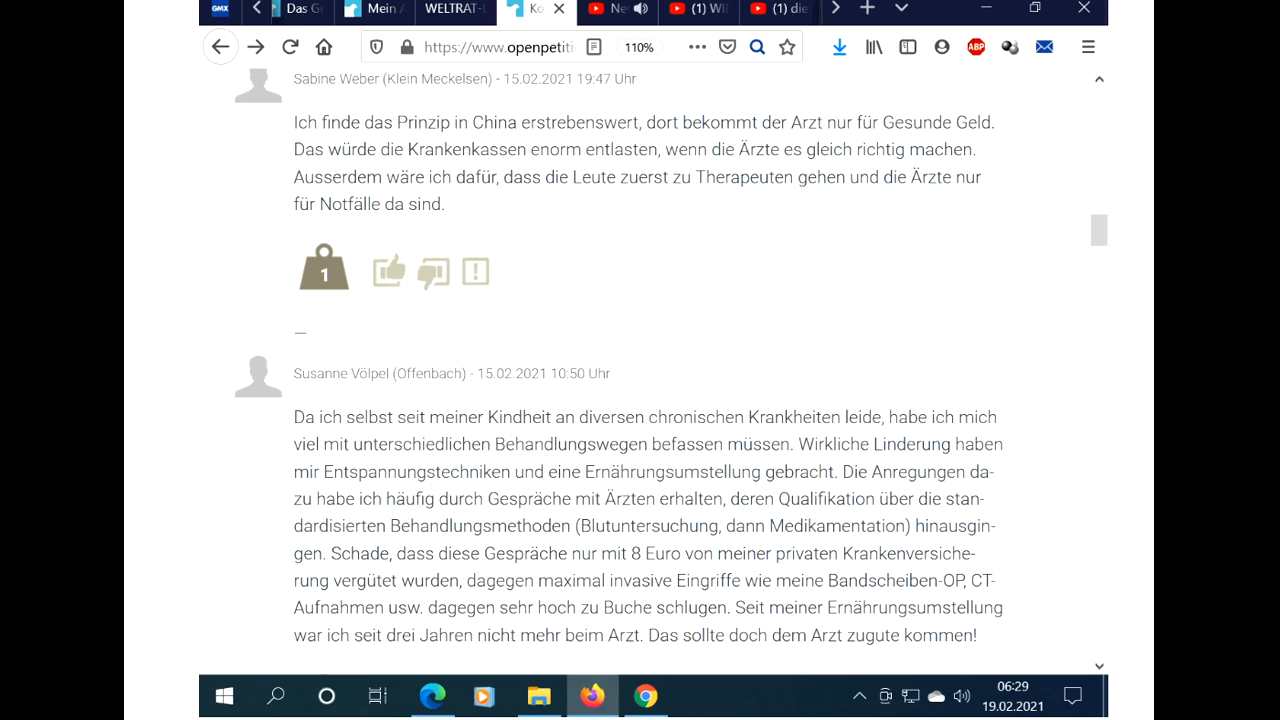 GMX
Das G
Mein A
WELTRAT-L
Ko
Ne
(1) WI
(1) die
https://www.openpetiti
110%
ABP
Sabine Weber (Klein Meckelsen) - 15.02.2021 19:47 Uhr
Ich finde das Prinzip in China erstrebenswert, dort bekommt der Arzt nur für Gesunde Geld.
Das würde die Krankenkassen enorm entlasten, wenn die Ärzte es gleich richtig machen.
Ausserdem wäre ich dafür, dass die Leute zuerst zu Therapeuten gehen und die Ärzte nur
für Notfälle da sind.
1
—
Susanne Völpel (Offenbach) - 15.02.2021 10:50 Uhr
Da ich selbst seit meiner Kindheit an diversen chronischen Krankheiten leide, habe ich mich
viel mit unterschiedlichen Behandlungswegen befassen müssen. Wirkliche Linderung haben
mir Entspannungstechniken und eine Ernährungsumstellung gebracht. Die Anregungen da-
zu habe ich häufig durch Gespräche mit Ärzten erhalten, deren Qualifikation über die stan-
dardisierten Behandlungsmethoden (Blutuntersuchung, dann Medikamentation) hinausgin-
gen. Schade, dass diese Gespräche nur mit 8 Euro von meiner privaten Krankenversiche-
rung vergütet wurden, dagegen maximal invasive Eingriffe wie meine Bandscheiben-OP, CT-
Aufnahmen usw. dagegen sehr hoch zu Buche schlugen. Seit meiner Ernährungsumstellung
war ich seit drei Jahren nicht mehr beim Arzt. Das sollte doch dem Arzt zugute kommen!
06:29
19.02.2021